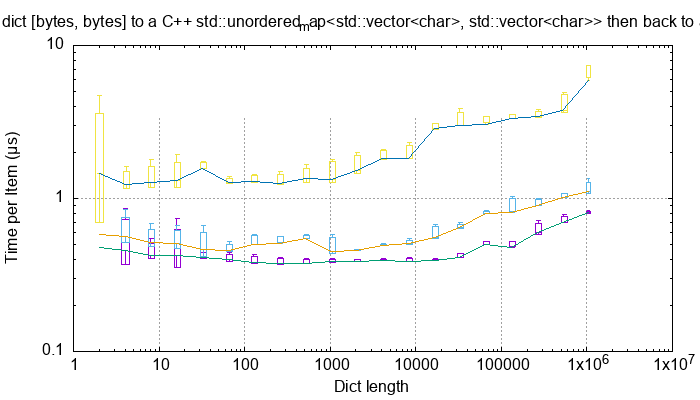 dict [bytes, bytes] to a C++ std::unordered_map<std::vector<char>, std::vector<char>> then back to
10
1
0.1
Time per Item (µs)
1 10 100 1000 10000 100000 1x10^6 1x10^7
Dict length